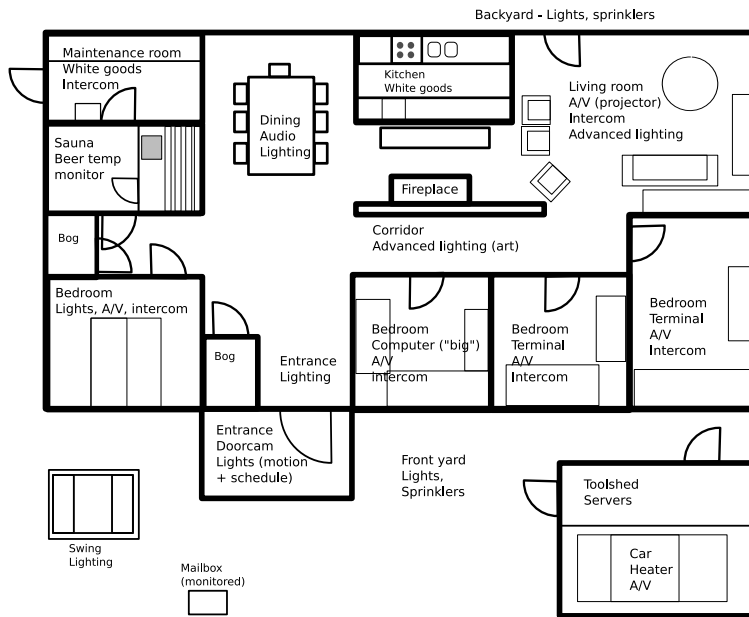 Backyard - Lights, sprinklers
Maintenance room
White goods
Intercom
Kitchen
White goods
Living room
A/V (projector)
Intercom
Advanced lighting
Dining
Audio
Lighting
Sauna
Beer temp
monitor
Fireplace
Corridor
Advanced lighting (art)
Bog
Bedroom
Lights, A/V, intercom
Bog
Entrance
Lighting
Bedroom
Computer ("big")
A/V
Intercom
Bedroom
Terminal
A/V
Intercom
Bedroom
Terminal
A/V
Intercom
Entrance
Doorcam
Lights (motion
+ schedule)
Front yard
Lights,
Sprinklers
Toolshed
Servers
Swing
Lighting
Mailbox
(monitored)
Car
Heater
A/V